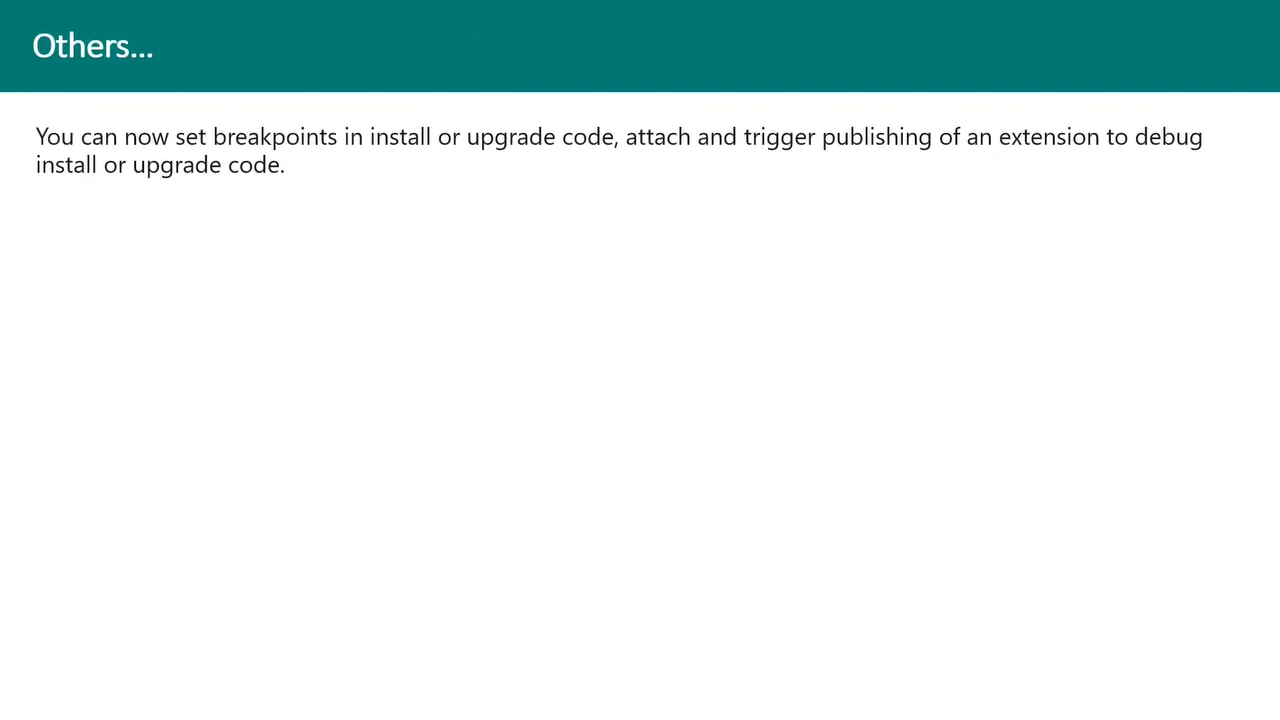 Others...
You can now set breakpoints in install or upgrade code, attach and trigger publishing of an extension to debug
install or upgrade code.